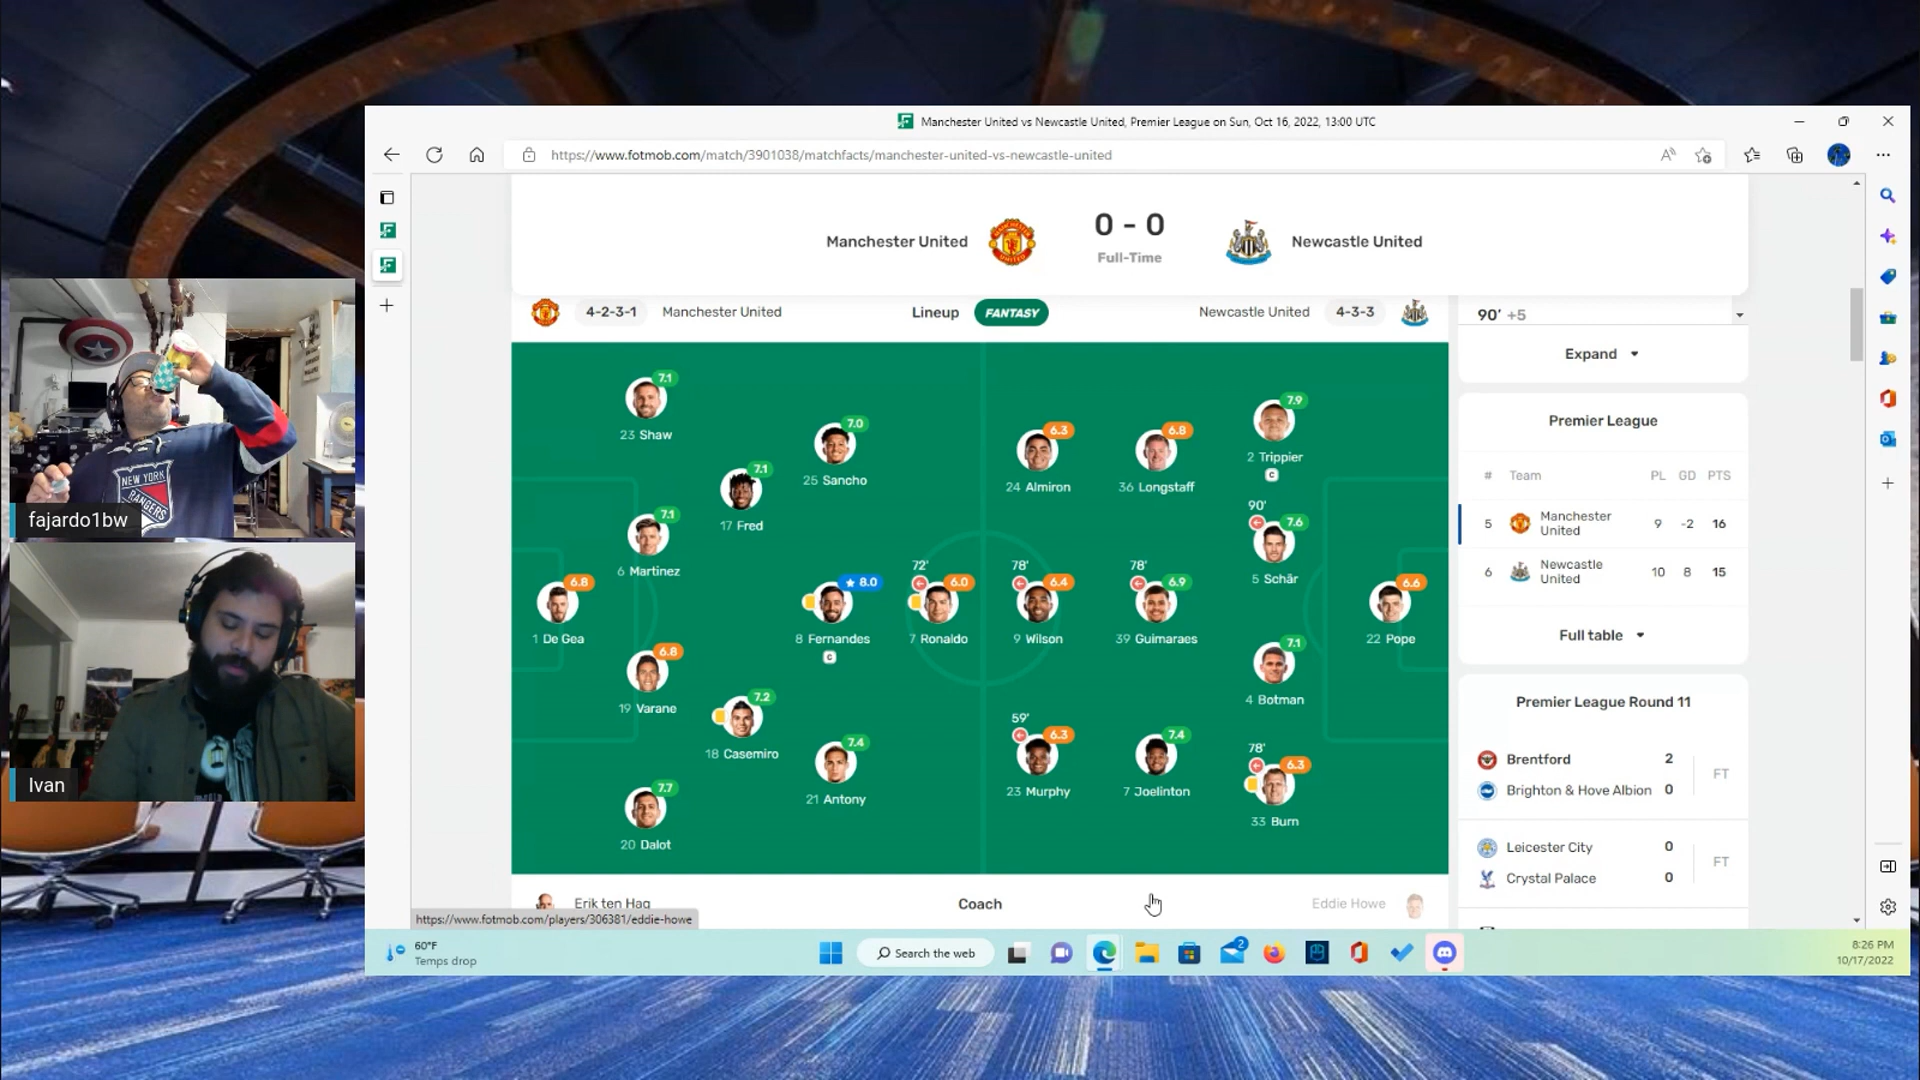 Manchester United vs Newcastle United, Premier League on Sun, Oct 16, 2022, 13:00 UTC
https://www.fotmob.com/match/3901038/matchfacts/manchester-united-vs-newcastle-united
Manchester United
0 - 0
Full-Time
Newcastle United
4-2-3-1
Manchester United
Lineup
FANTASY
Newcastle United
4-3-3
7.1
23 Shaw
7.0
25 Sancho
7.1
17 Fred
7.1
6 Martinez
6.8
1 De Gea
8.0
8 Fernandes
C
72'
6.0
7 Ronaldo
6.8
19 Varane
7.2
18 Casemiro
7.4
21 Antony
7.7
20 Dalot
6.3
24 Almiron
6.8
36 Longstaff
7.9
2 Trippier
C
90'
7.6
5 Schär
78'
6.4
9 Wilson
78'
6.9
39 Guimaraes
6.6
22 Pope
7.1
4 Botman
59'
6.3
23 Murphy
7.4
7 Joelinton
78'
6.3
33 Burn
Erik ten Hag
Coach
Eddie Howe
https://www.fotmob.com/players/306381/eddie-howe
90' +5
Expand
Premier League
# Team PL GD PTS
5 Manchester United 9 -2 16
6 Newcastle United 10 8 15
Full table
Premier League Round 11
Brentford 2
FT
Brighton & Hove Albion 0
Leicester City 0
FT
Crystal Palace 0
NEW YORK
RANGERS
fajardo1bw
Ivan
60°F
Temps drop
Search the web
2
8:26 PM
10/17/2022